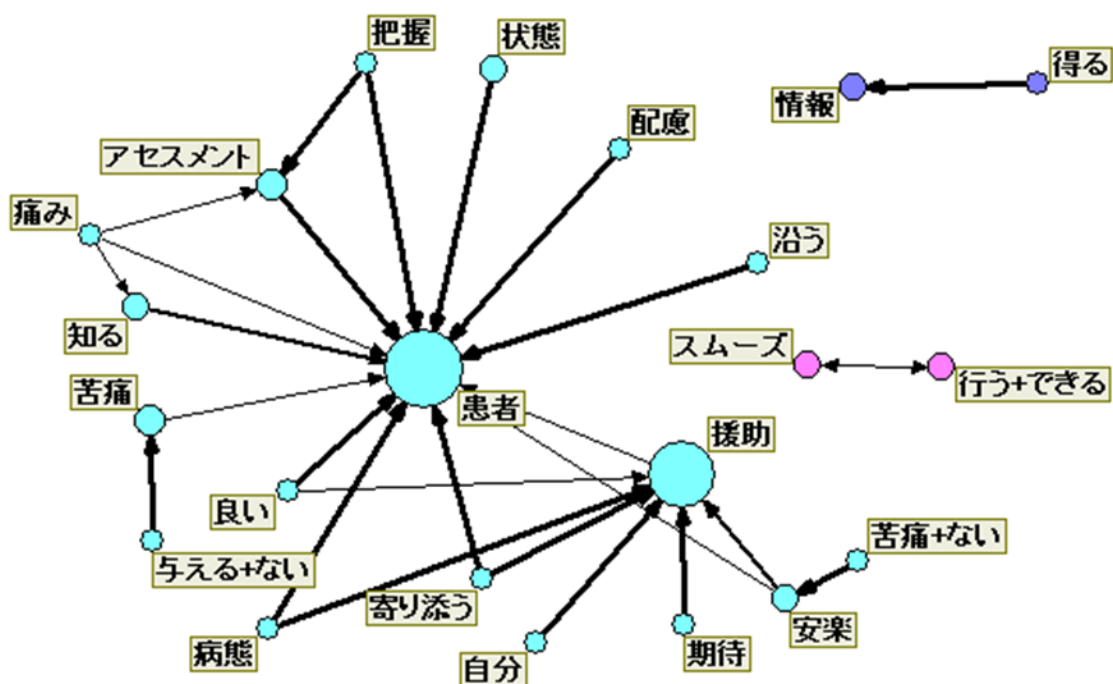 把握
状態
得る
情報
配慮
アセスメント
痛み
沿う
知る
スムーズ
行う+できる
苦痛
患者
援助
良い
苦痛+ない
与える+ない
寄り添う
安楽
病態
自分
期待